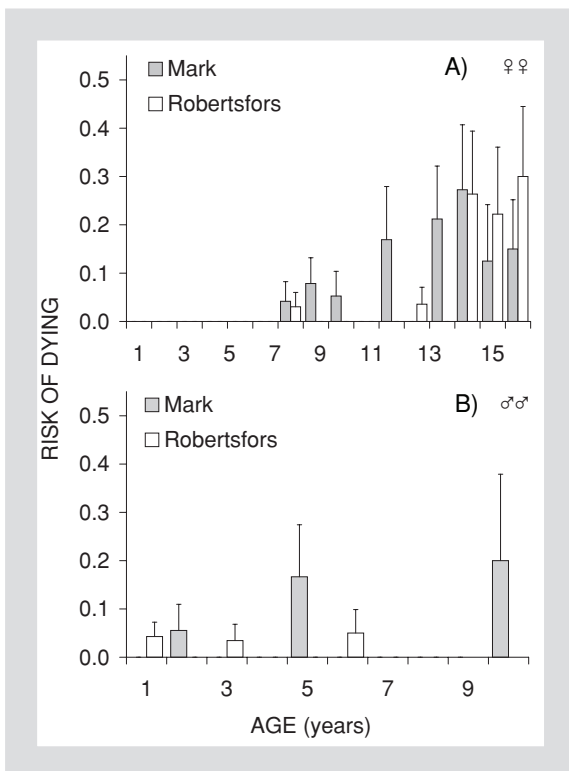 RISK OF DYING
0.5
0.4
0.3
0.2
0.1
0.0
Mark
Robertsfors
A) ♀♀
1 3 5 7 9 11 13 15
0.5
0.4
0.3
0.2
0.1
0.0
Mark
Robertsfors
B) ♂♂
1 3 5 7 9
AGE (years)